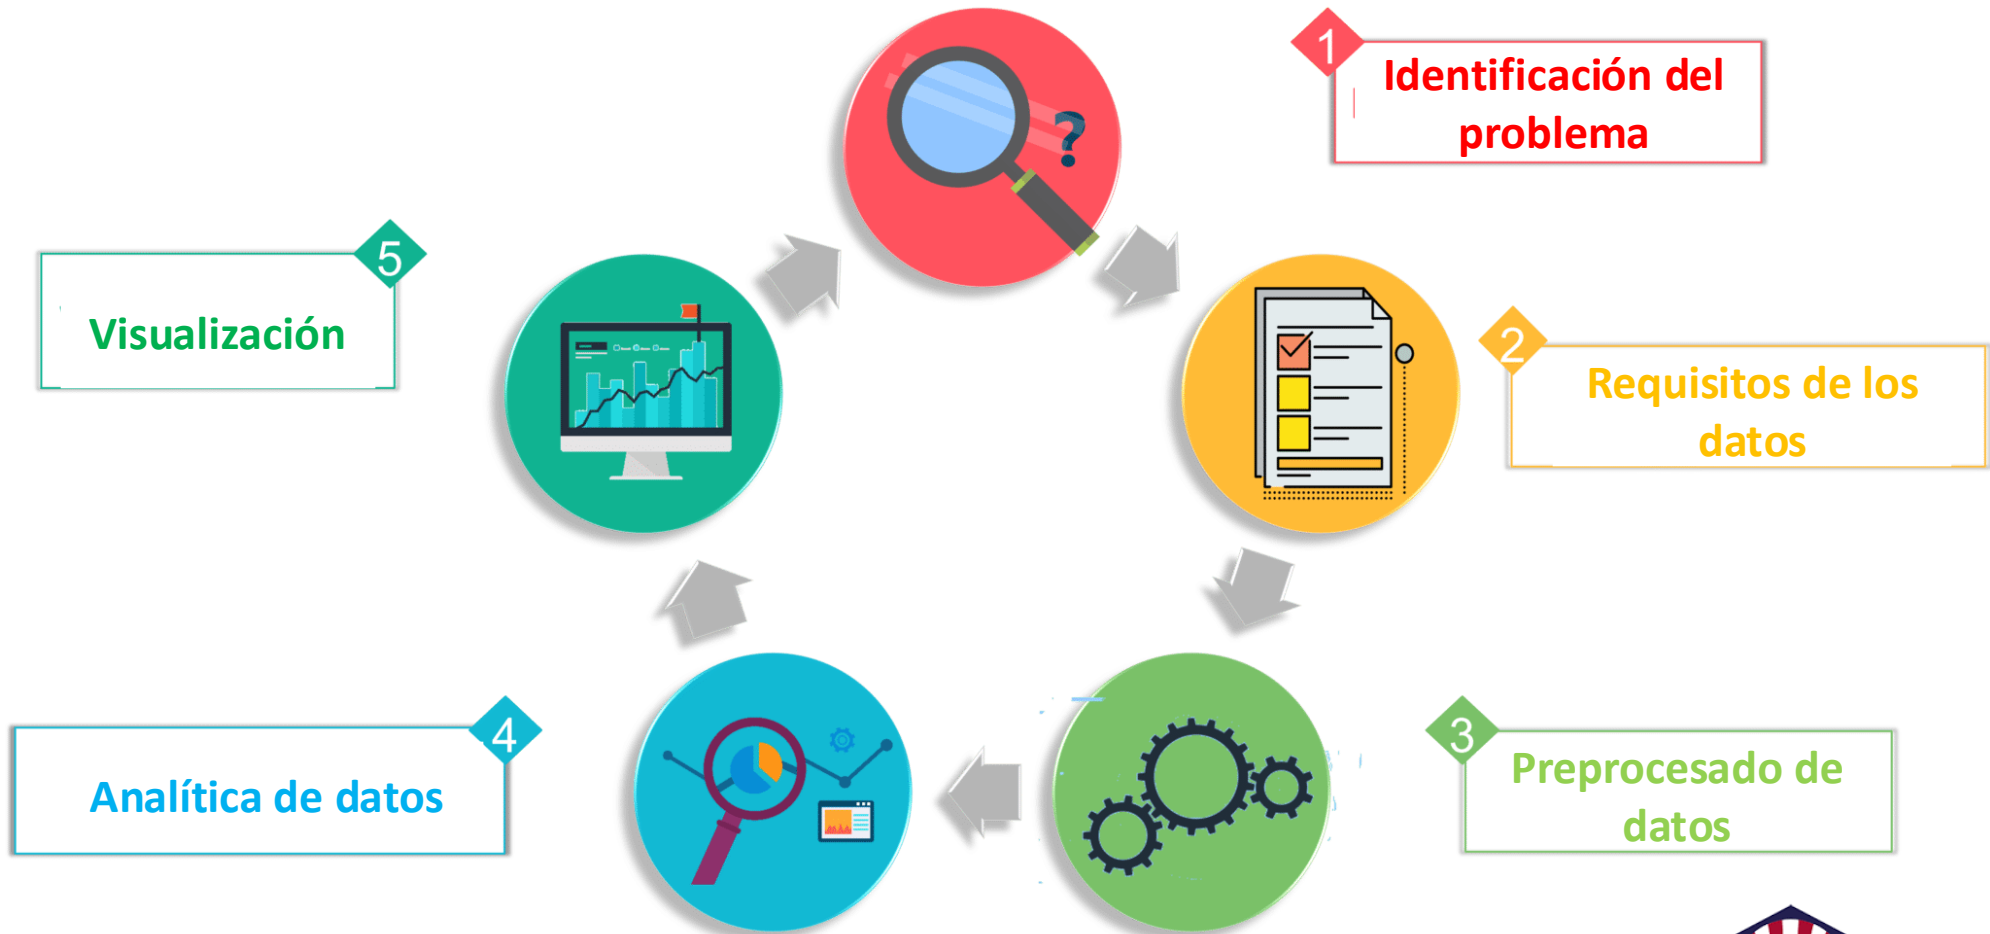 1
Identificación del
problema
?
2
Requisitos de los
datos
3
Preprocesado de
datos
4
Analítica de datos
5
Visualización